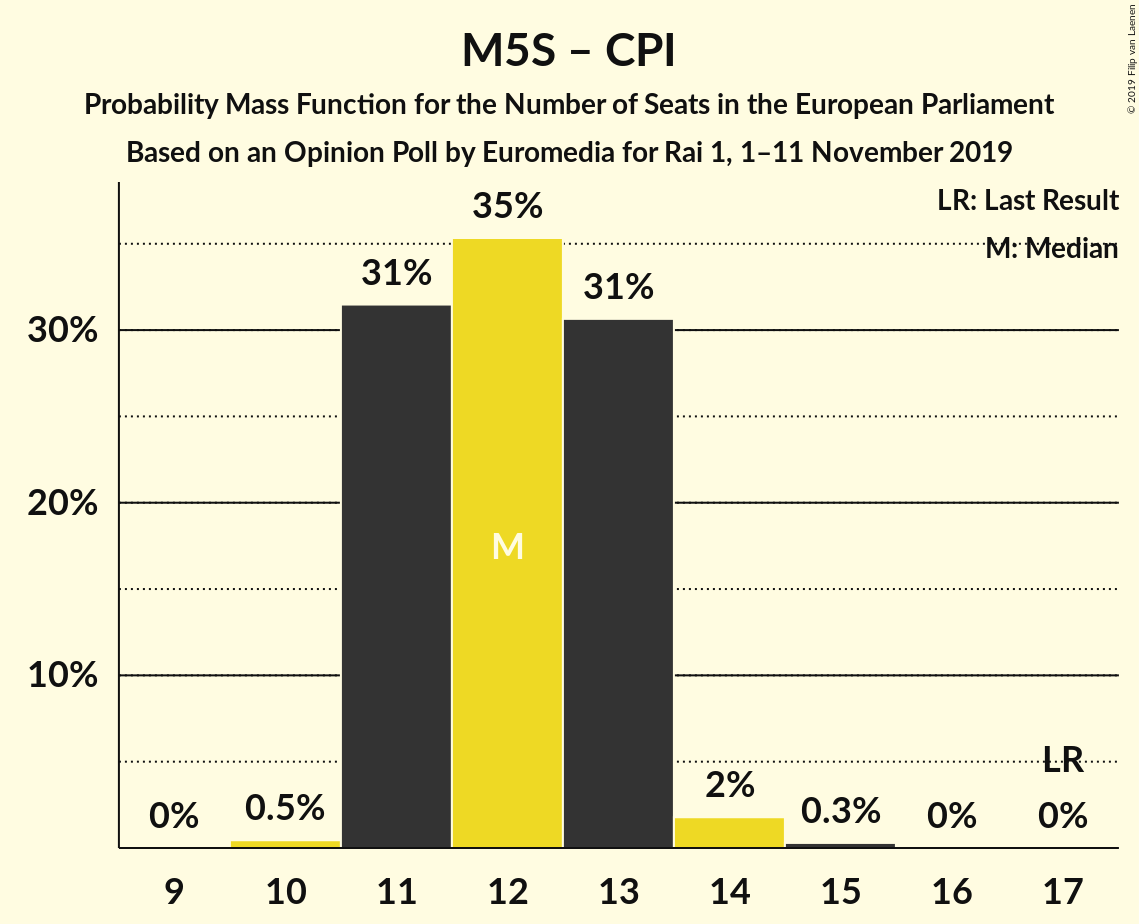 M5S – CPI
Probability Mass Function for the Number of Seats in the European Parliament
Based on an Opinion Poll by Euromedia for Rai 1, 1–11 November 2019
© 2019 Filip van Laenen
LR: Last Result
M: Median
35%
31%
31%
30%
20%
M
10%
LR
0%
0.5%
2%
0.3%
0%
0%
9 10 11 12 13 14 15 16 17